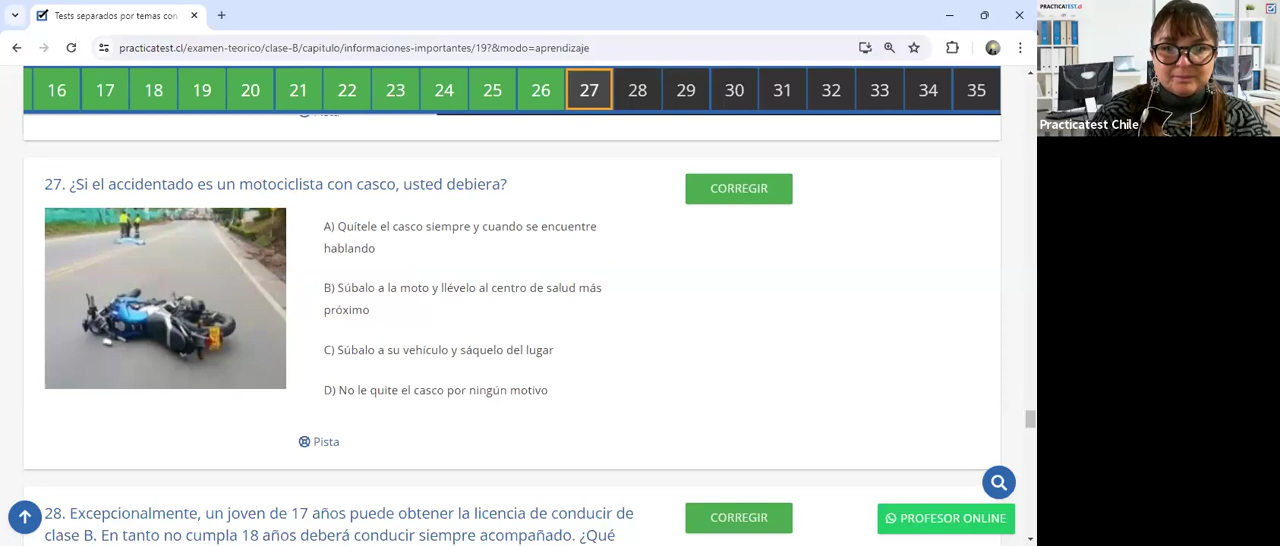 Tests separados por temas con
practicatest.cl/examen-teorico/clase-B/capitulo/informaciones-importantes/19?&modo=aprendizaje
PRACTICATEST.cl
16 17 18 19 20 21 22 23 24 25 26 27 28 29 30 31 32 33 34 35
Practicatest Chile
27. ¿Si el accidentado es un motociclista con casco, usted debiera?
CORREGIR
A) Quítele el casco siempre y cuando se encuentre
hablando
B) Súbalo a la moto y llévelo al centro de salud más
próximo
C) Súbalo a su vehículo y sáquelo del lugar
D) No le quite el casco por ningún motivo
Pista
28. Excepcionalmente, un joven de 17 años puede obtener la licencia de conducir de
clase B. En tanto no cumpla 18 años deberá conducir siempre acompañado. ¿Qué
CORREGIR
PROFESOR ONLINE